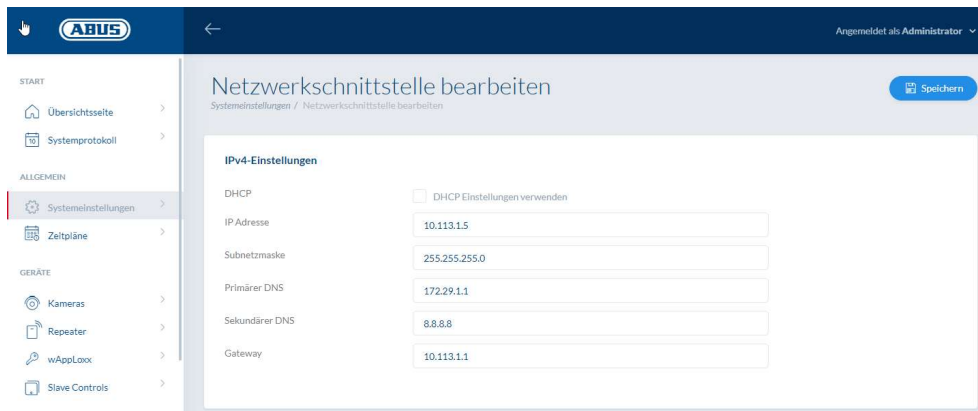 ABUS
Angemeldet als Administrator
START
Übersichtsseite
10 Systemprotokoll
ALLGEMEIN
Systemeinstellungen
Zeitpläne
GERÄTE
Kameras
Repeater
wAppLoxx
Slave Controls
Netzwerkschnittstelle bearbeiten
Systemeinstellungen / Netzwerkschnittstelle bearbeiten
Speichern
IPv4-Einstellungen
DHCP DHCP Einstellungen verwenden
IP Adresse 10.113.1.5
Subnetzmaske 255.255.255.0
Primärer DNS 172.29.1.1
Sekundärer DNS 8.8.8.8
Gateway 10.113.1.1